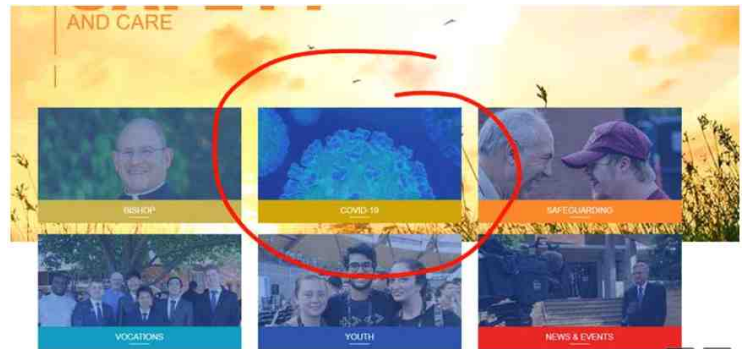 AND CARE
BISHOP
COVID-19
SAFEGUARDING
VOCATIONS
YOUTH
NEWS & EVENTS